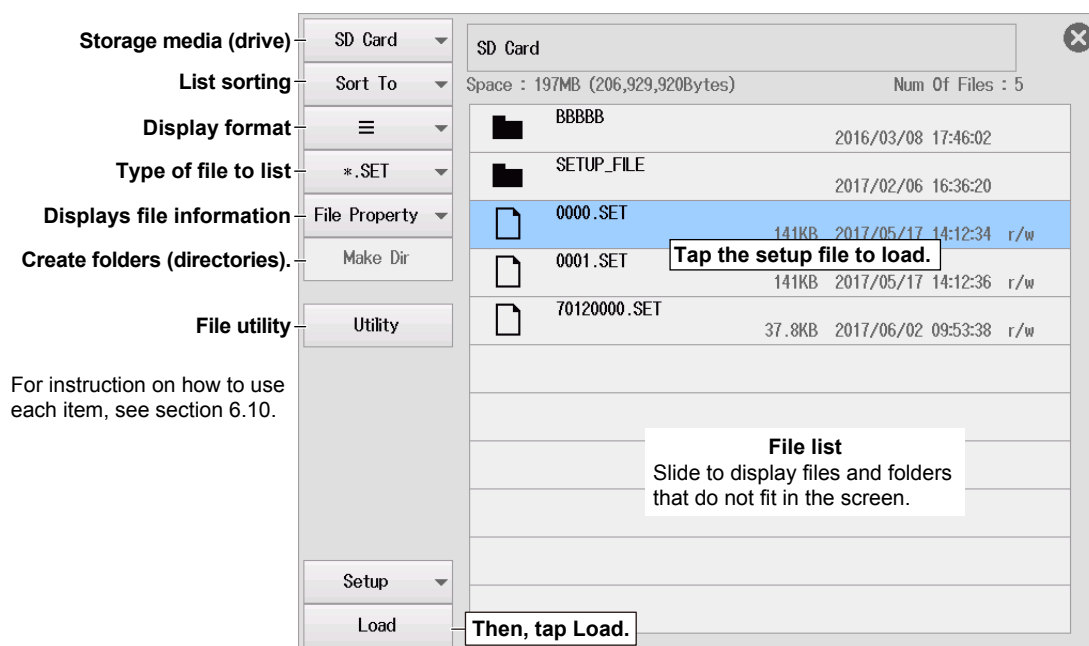 Storage media (drive)
SD Card
SD Card
List sorting
Sort To
Space : 197MB (206,929,920Bytes)
Num Of Files : 5
Display format
BBBBB
2016/03/08 17:46:02
Type of file to list
*.SET
SETUP_FILE
2017/02/06 16:36:20
Displays file information
File Property
0000.SET
141KB 2017/05/17 14:12:34 r/w
Tap the setup file to load.
Create folders (directories).
Make Dir
0001.SET
141KB 2017/05/17 14:12:36 r/w
File utility
Utility
70120000.SET
37.8KB 2017/06/02 09:53:38 r/w
For instruction on how to use
each item, see section 6.10.
File list
Slide to display files and folders
that do not fit in the screen.
Setup
Load
Then, tap Load.